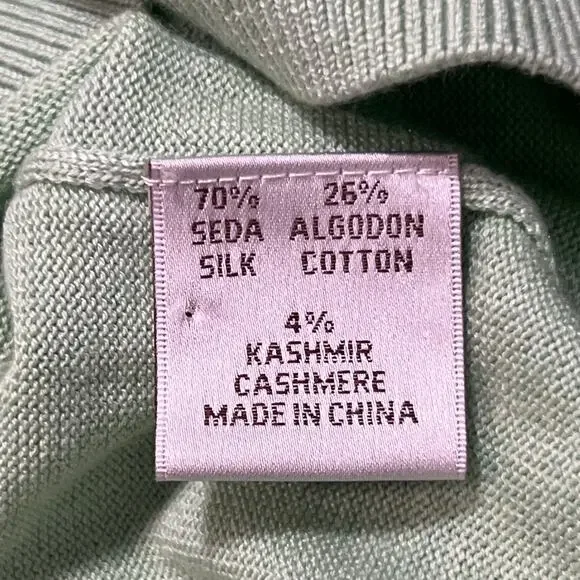 70% 26%
SEDA ALGODON
SILK COTTON
4%
KASHMIR
CASHMERE
MADE IN CHINA